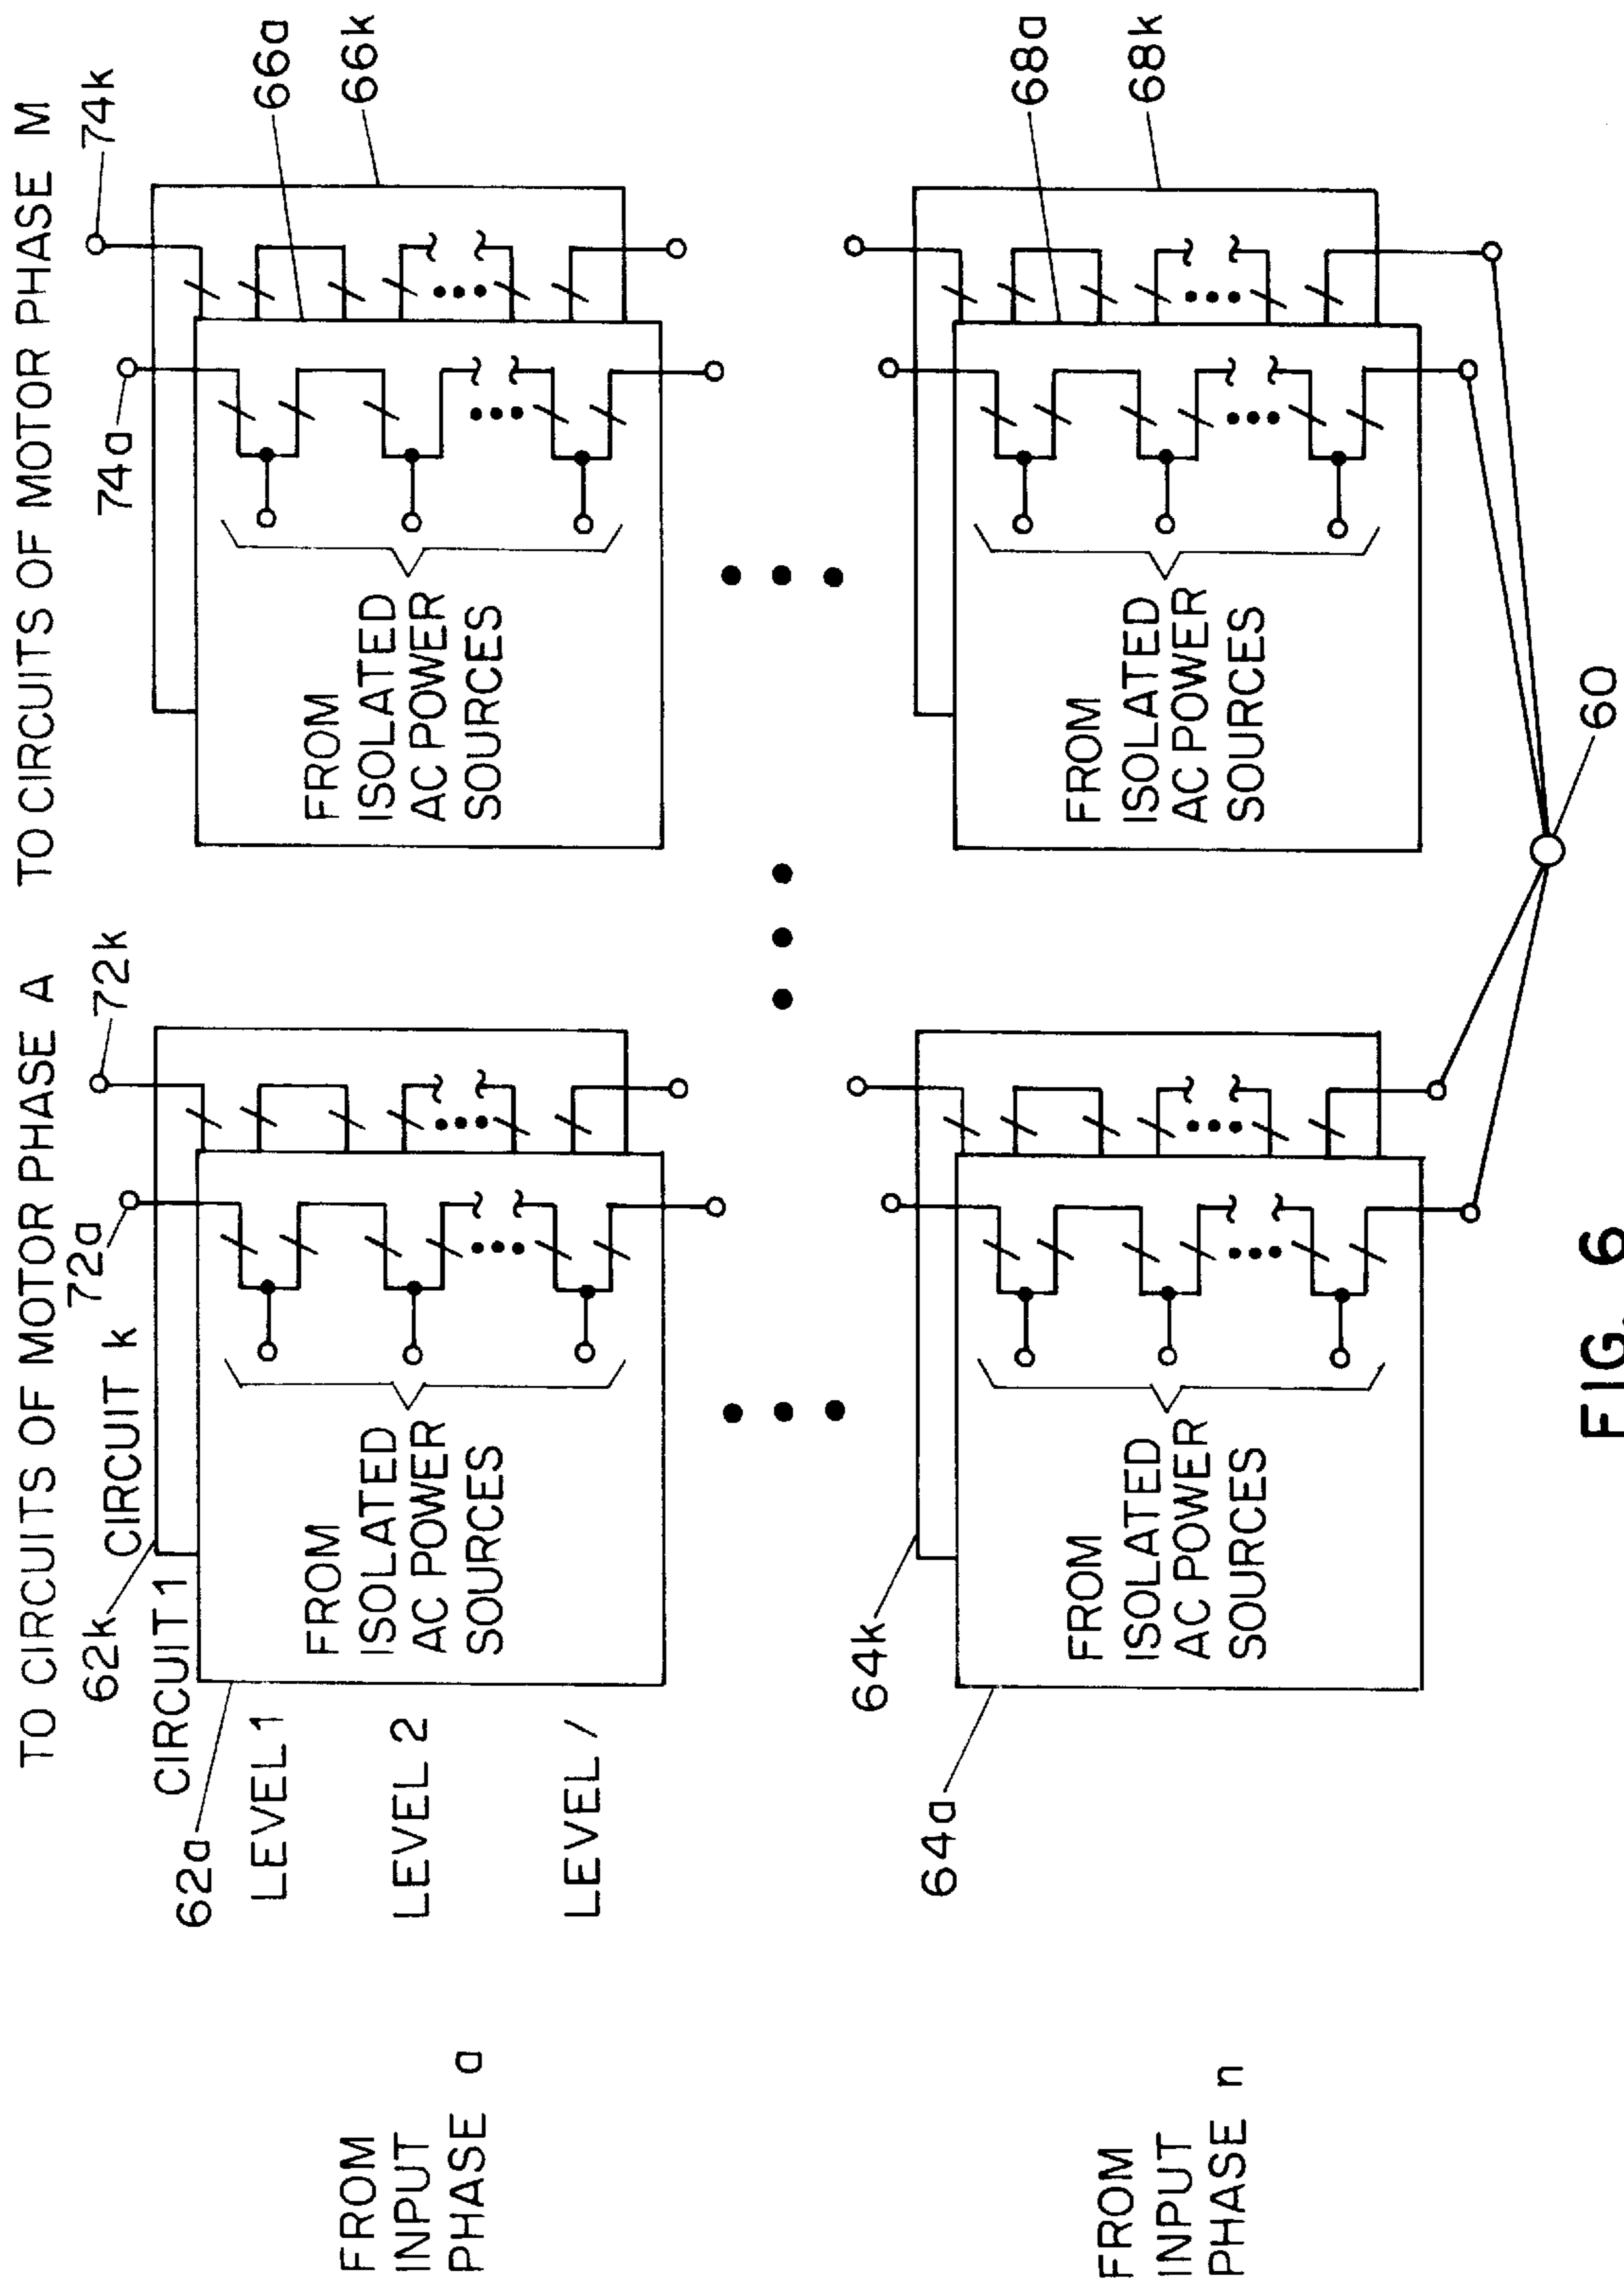 TO CIRCUITS OF MOTOR PHASE A
TO CIRCUITS OF MOTOR PHASE M
62k
CIRCUIT k
72a
72k
74a
74k
CIRCUIT 1
62a
66a
66k
LEVEL 1
LEVEL 2
LEVEL l
FROM
INPUT
PHASE a
FROM
ISOLATED
AC POWER
SOURCES
FROM
ISOLATED
AC POWER
SOURCES
64k
64a
68a
68k
FROM
INPUT
PHASE n
FROM
ISOLATED
AC POWER
SOURCES
FROM
ISOLATED
AC POWER
SOURCES
60
FIG. 6